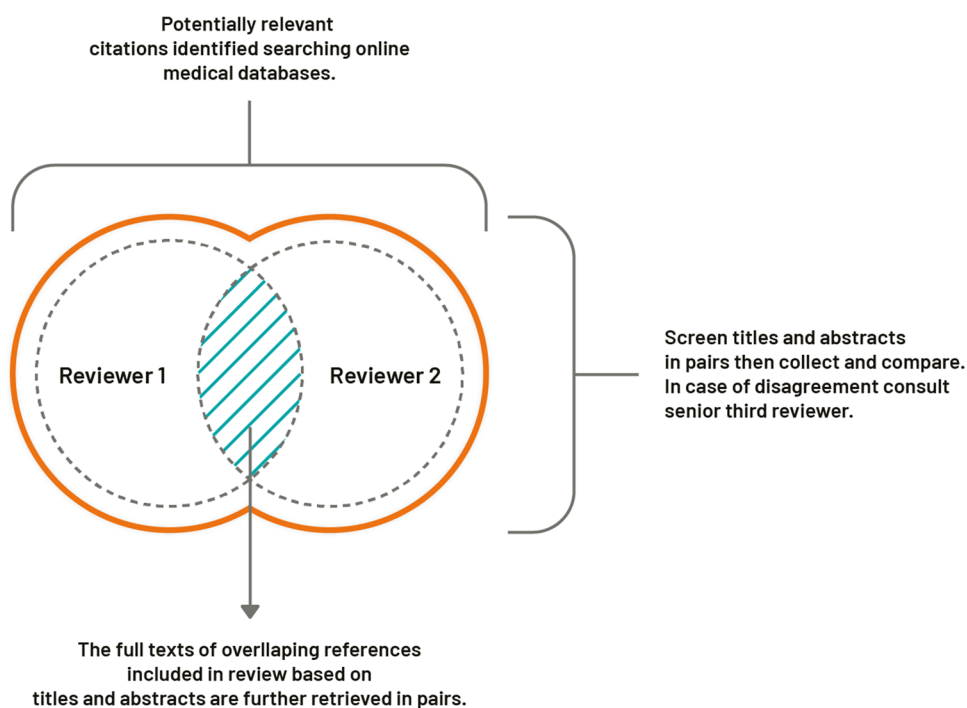 Potentially relevant
citations identified searching online
medical databases.
Reviewer 1
Reviewer 2
Screen titles and abstracts
in pairs then collect and compare.
In case of disagreement consult
senior third reviewer.
The full texts of overllaping references
included in review based on
titles and abstracts are further retrieved in pairs.